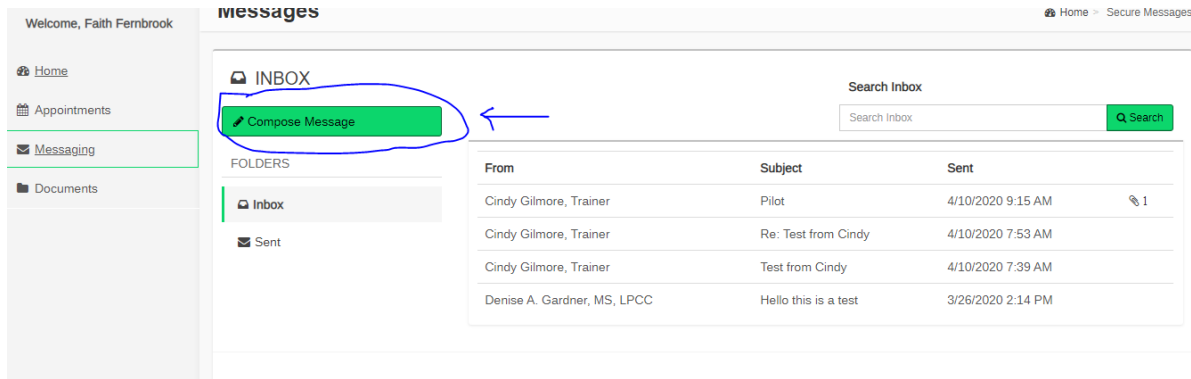 Welcome, Faith Fernbrook
Messages
Home > Secure Messages
Home
Appointments
Messaging
Documents
INBOX
Compose Message
FOLDERS
Inbox
Sent
Search Inbox
Search Inbox
Search
From Subject Sent
Cindy Gilmore, Trainer Pilot 4/10/2020 9:15 AM 1
Cindy Gilmore, Trainer Re: Test from Cindy 4/10/2020 7:53 AM
Cindy Gilmore, Trainer Test from Cindy 4/10/2020 7:39 AM
Denise A. Gardner, MS, LPCC Hello this is a test 3/26/2020 2:14 PM